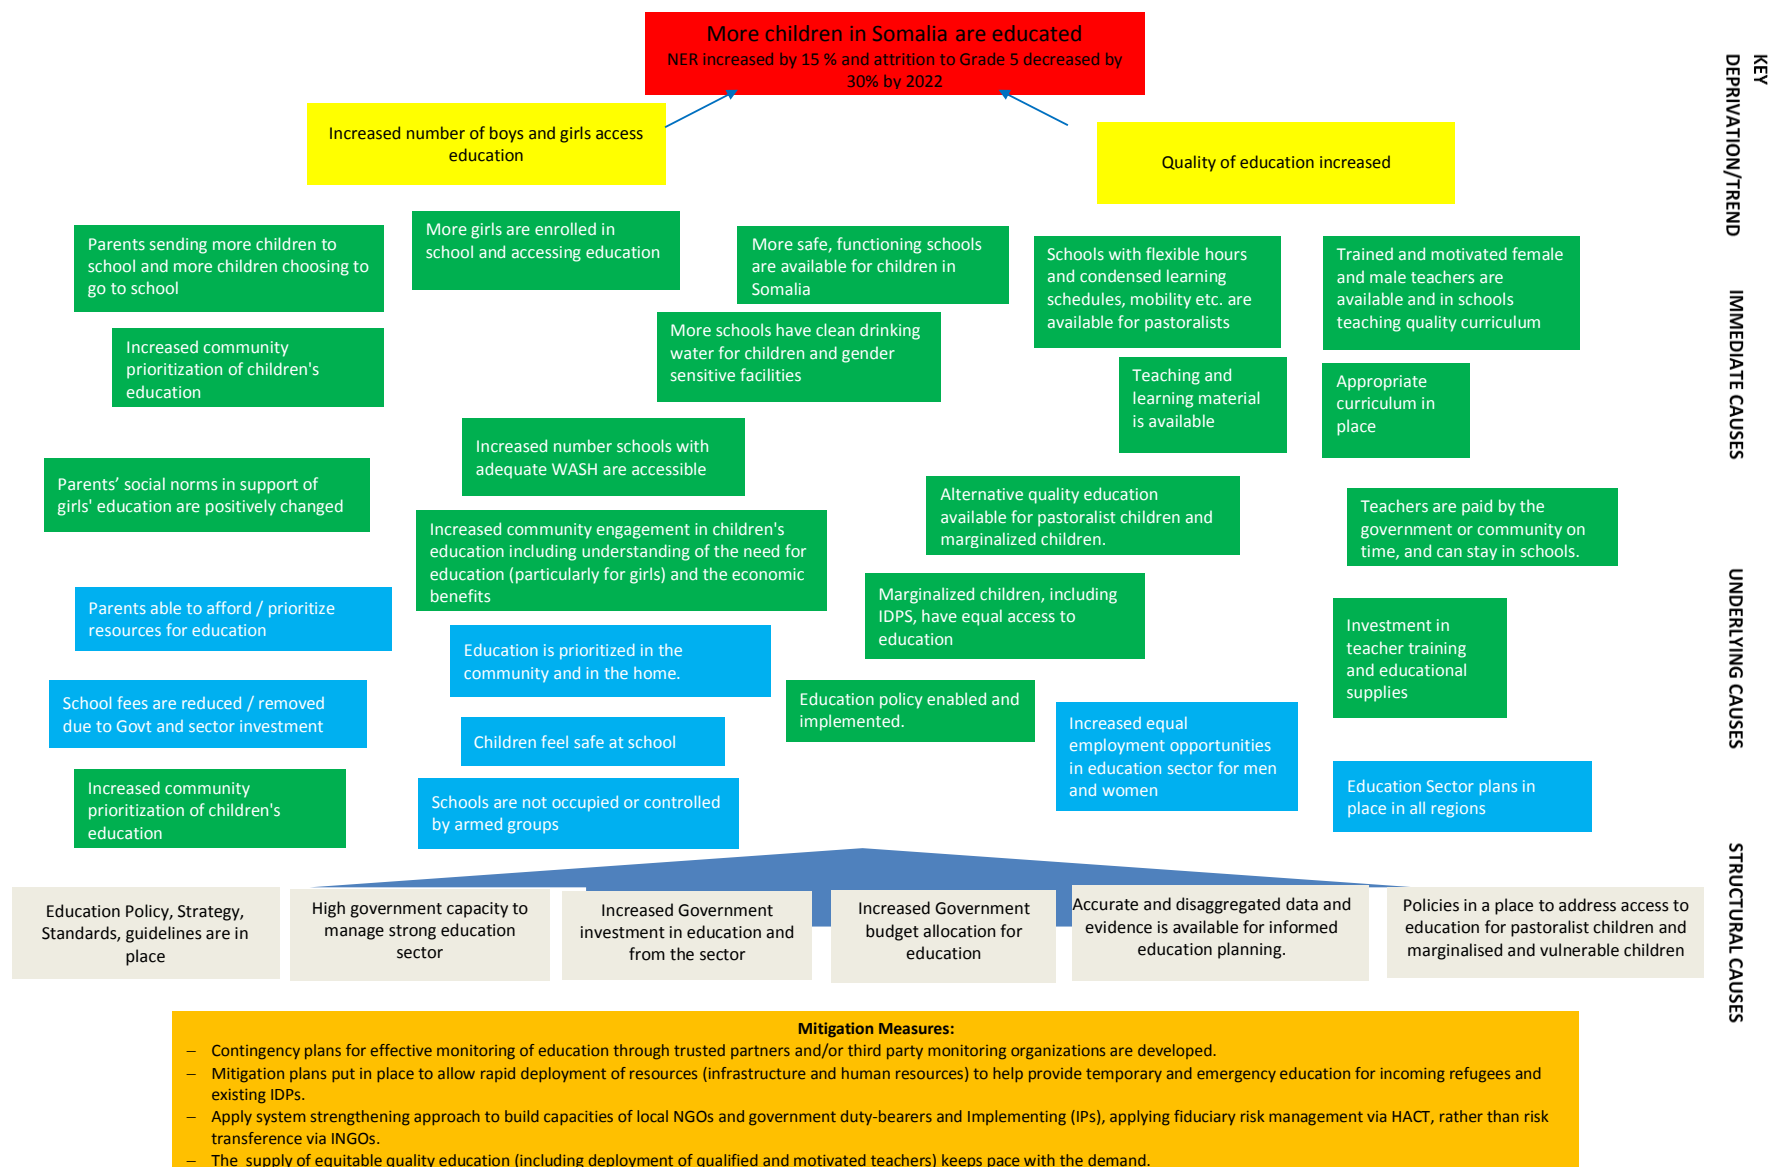 More children in Somalia are educated
NER increased by 15 % and attrition to Grade 5 decreased by
30% by 2022
KEY
DEPRIVATION/TREND
Increased number of boys and girls access
education
Quality of education increased
Parents sending more children to
school and more children choosing to
go to school
More girls are enrolled in
school and accessing education
More safe, functioning schools
are available for children in
Somalia
Schools with flexible hours
and condensed learning
schedules, mobility etc. are
available for pastoralists
Trained and motivated female
and male teachers are
available and in schools
teaching quality curriculum
IMMEDIATE CAUSES
Increased community
prioritization of children's
education
More schools have clean drinking
water for children and gender
sensitive facilities
Teaching and
learning material
is available
Appropriate
curriculum in
place
Increased number schools with
adequate WASH are accessible
Parents’ social norms in support of
girls' education are positively changed
Alternative quality education
available for pastoralist children and
marginalized children.
Teachers are paid by the
government or community on
time, and can stay in schools.
Increased community engagement in children's
education including understanding of the need for
education (particularly for girls) and the economic
benefits
UNDERLYING CAUSES
Parents able to afford / prioritize
resources for education
Marginalized children, including
IDPS, have equal access to
education
Investment in
teacher training
and educational
supplies
Education is prioritized in the
community and in the home.
School fees are reduced / removed
due to Govt and sector investment
Education policy enabled and
implemented.
Increased equal
employment opportunities
in education sector for men
and women
Children feel safe at school
Education Sector plans in
place in all regions
Increased community
prioritization of children's
education
Schools are not occupied or controlled
by armed groups
STRUCTURAL CAUSES
Education Policy, Strategy,
Standards, guidelines are in
place
High government capacity to
manage strong education
sector
Increased Government
investment in education and
from the sector
Increased Government
budget allocation for
education
Accurate and disaggregated data and
evidence is available for informed
education planning.
Policies in a place to address access to
education for pastoralist children and
marginalised and vulnerable children
Mitigation Measures:
– Contingency plans for effective monitoring of education through trusted partners and/or third party monitoring organizations are developed.
– Mitigation plans put in place to allow rapid deployment of resources (infrastructure and human resources) to help provide temporary and emergency education for incoming refugees and
existing IDPs.
– Apply system strengthening approach to build capacities of local NGOs and government duty-bearers and Implementing (IPs), applying fiduciary risk management via HACT, rather than risk
transference via INGOs.
– The supply of equitable quality education (including deployment of qualified and motivated teachers) keeps pace with the demand.